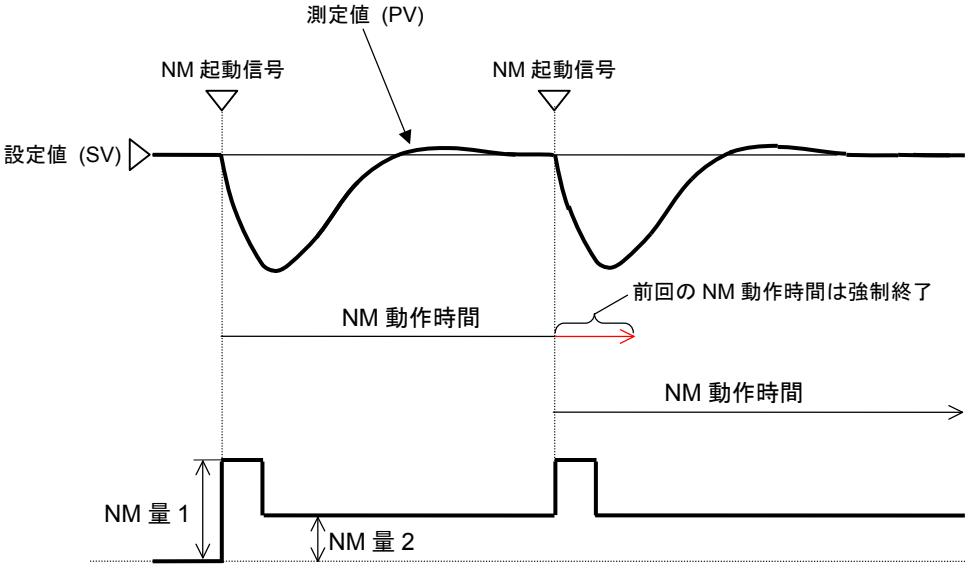 測定値 (PV)
NM 起動信号
NM 起動信号
設定値 (SV)
前回の NM 動作時間は強制終了
NM 動作時間
NM 動作時間
NM 量 1
NM 量 2